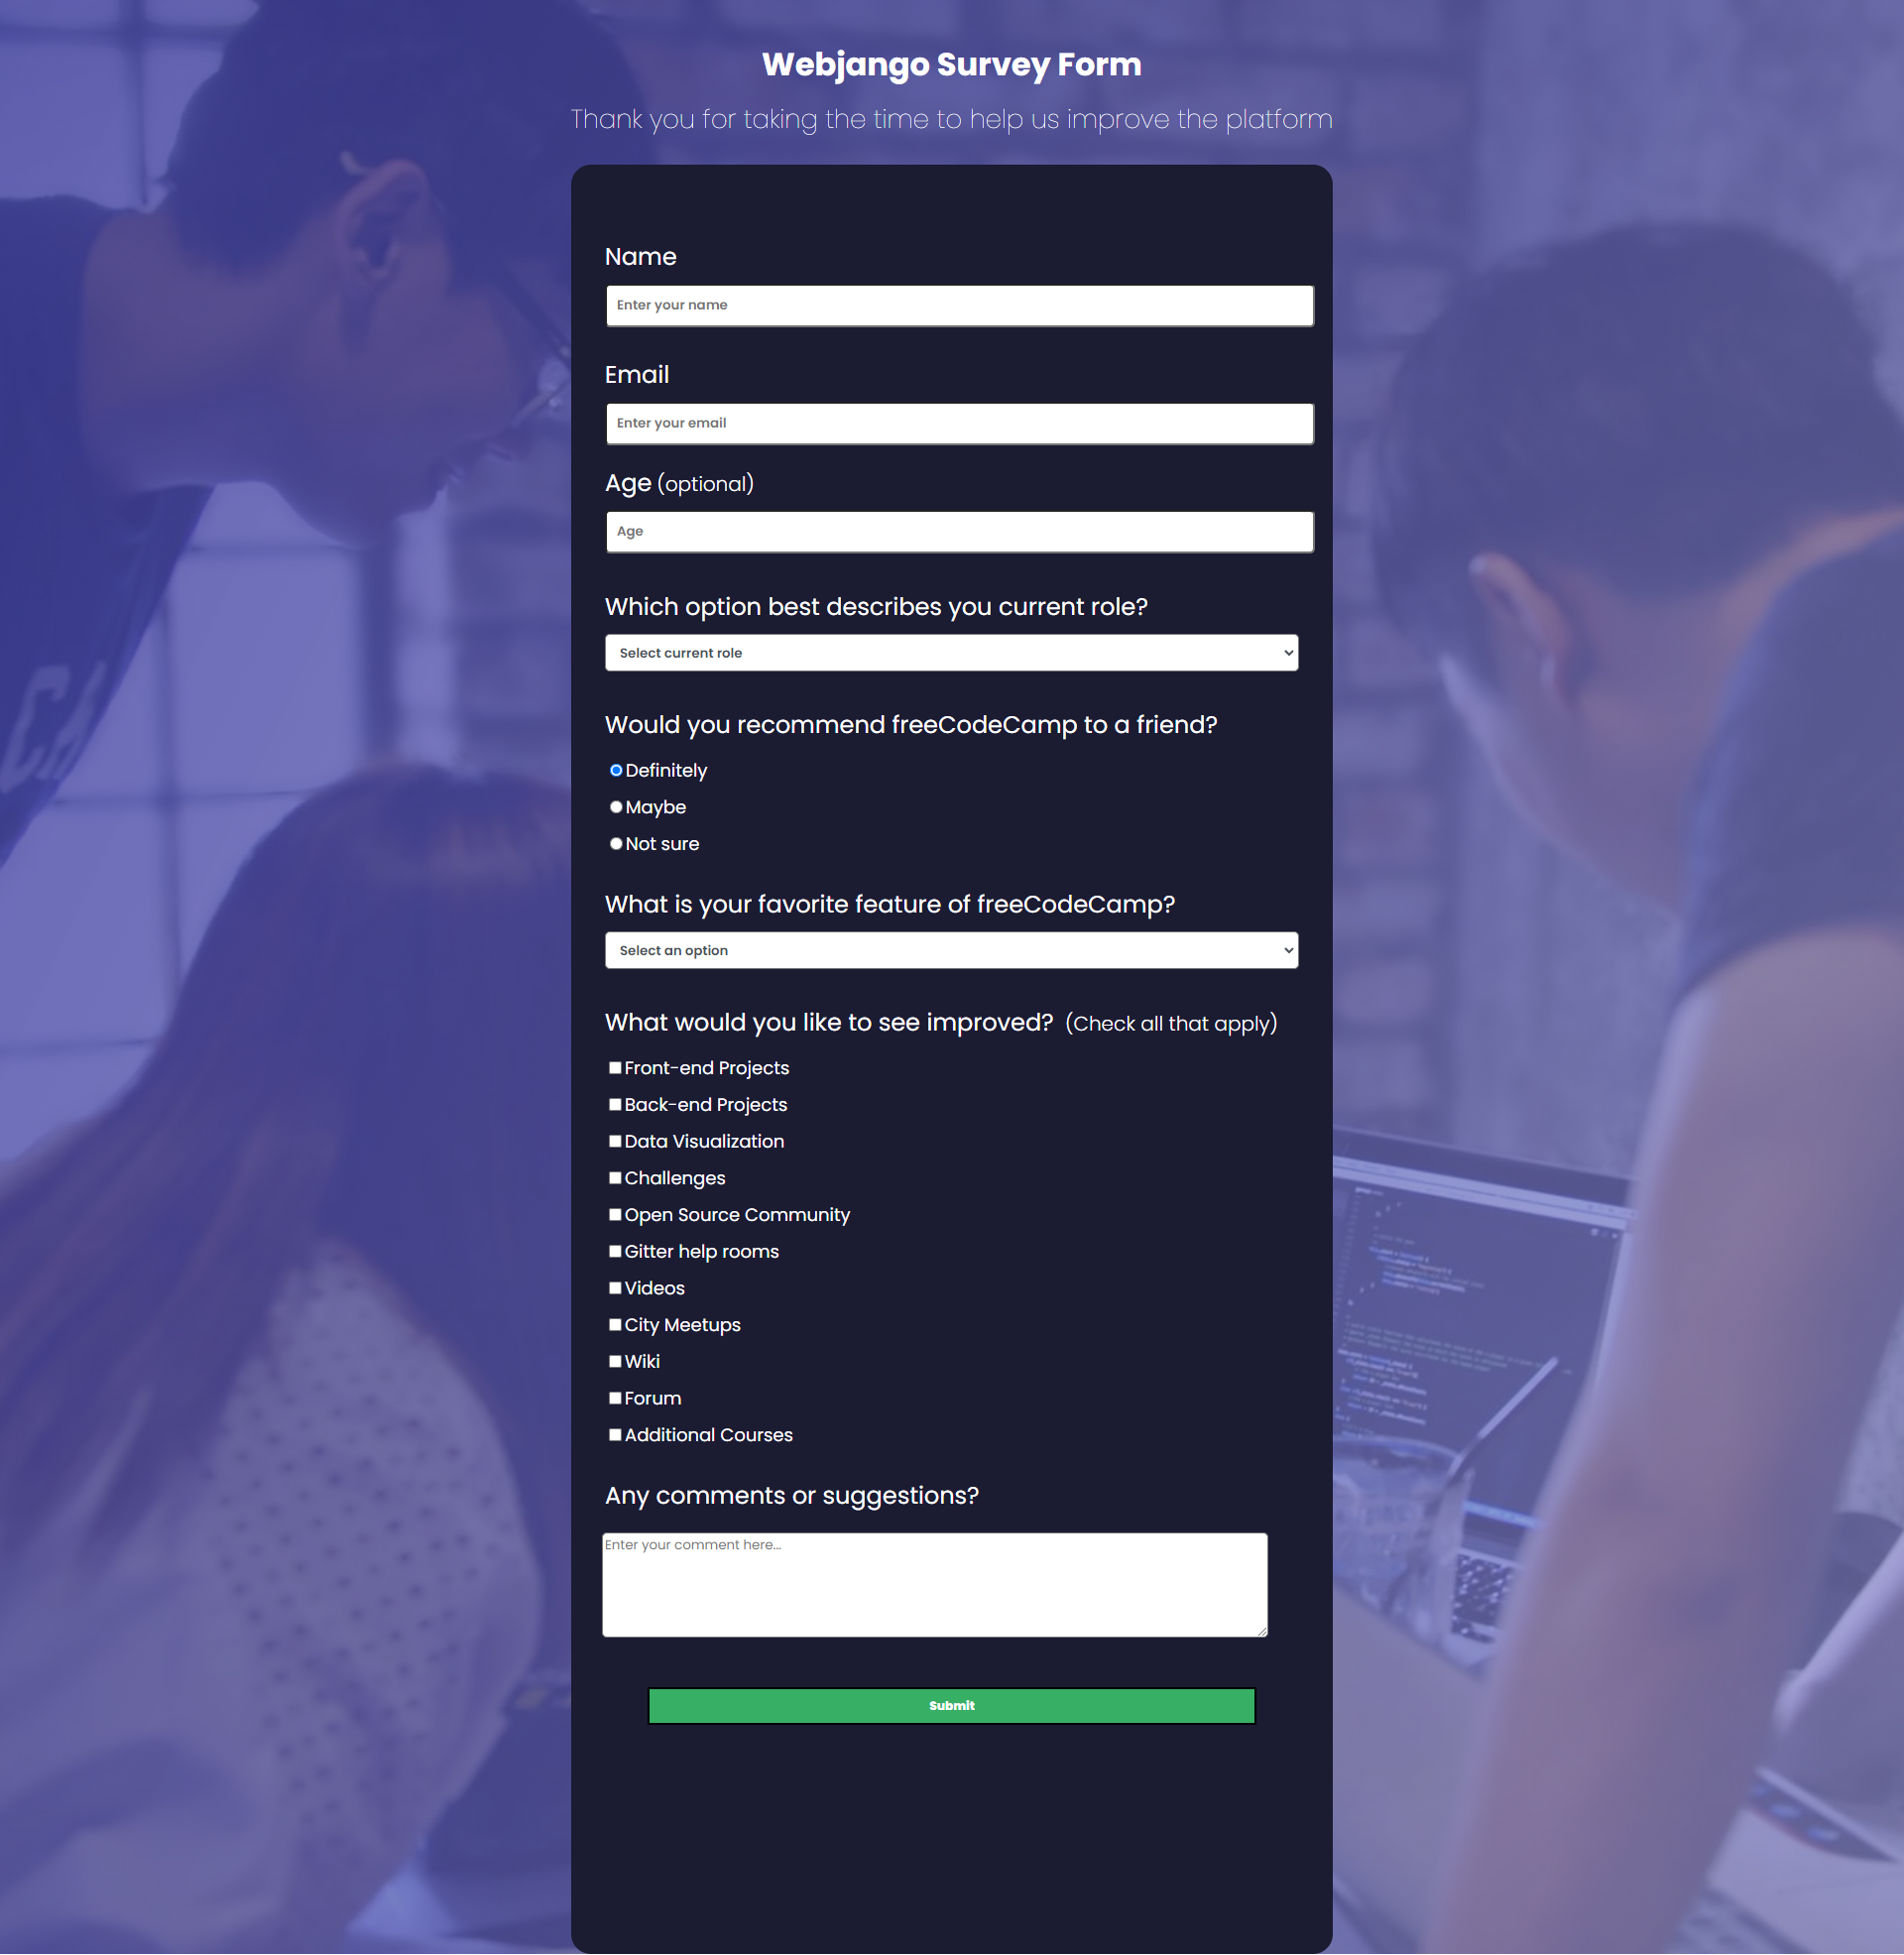 Webjango Survey Form
Thank you for taking the time to help us improve the platform
Name
Enter your name
Email
Enter your email
Age (optional)
Age
Which option best describes you current role?
Select current role
Would you recommend freeCodeCamp to a friend?
Definitely
Maybe
Not sure
What is your favorite feature of freeCodeCamp?
Select an option
What would you like to see improved? (Check all that apply)
Front-end Projects
Back-end Projects
Data Visualization
Challenges
Open Source Community
Gitter help rooms
Videos
City Meetups
Wiki
Forum
Additional Courses
Any comments or suggestions?
Enter your comment here...
Submit